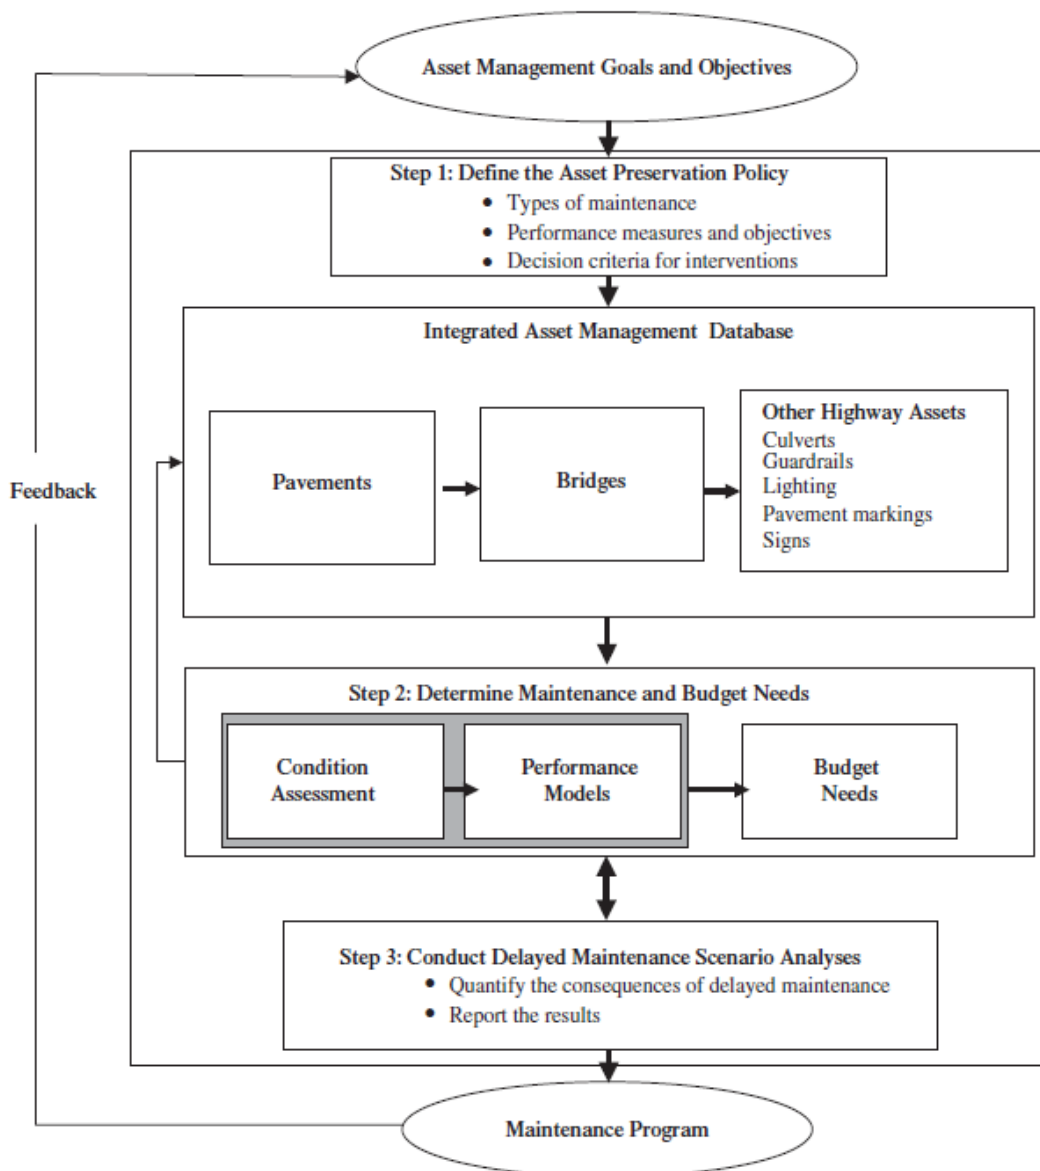 Asset Management Goals and Objectives
Step 1: Define the Asset Preservation Policy
• Types of maintenance
• Performance measures and objectives
• Decision criteria for interventions
Integrated Asset Management Database
Pavements
Bridges
Other Highway Assets
Culverts
Guardrails
Lighting
Pavement markings
Signs
Feedback
Step 2: Determine Maintenance and Budget Needs
Condition
Assessment
Performance
Models
Budget
Needs
Step 3: Conduct Delayed Maintenance Scenario Analyses
• Quantify the consequences of delayed maintenance
• Report the results
Maintenance Program